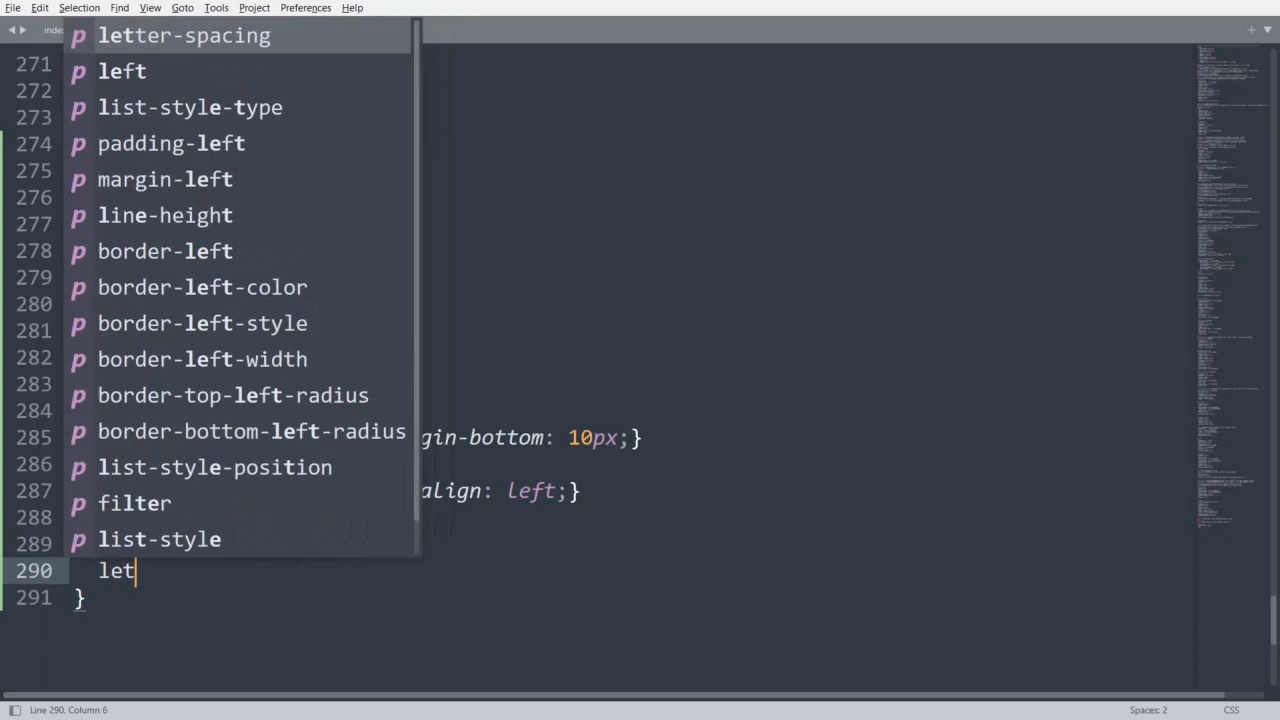 File Edit Selection Find View Goto Tools Project Preferences Help
inde
p letter-spacing
p left
p list-style-type
p padding-left
p margin-left
p line-height
p border-left
p border-left-color
p border-left-style
p border-left-width
p border-top-left-radius
p border-bottom-left-radius
p list-style-position
p filter
p list-style
271
272
273
274
275
276
277
278
279
280
281
282
283
284
285 gin-bottom: 10px;}
286
287 align: left;}
288
289
290 let
291 }
Line 290, Column 6
Spaces: 2 CSS